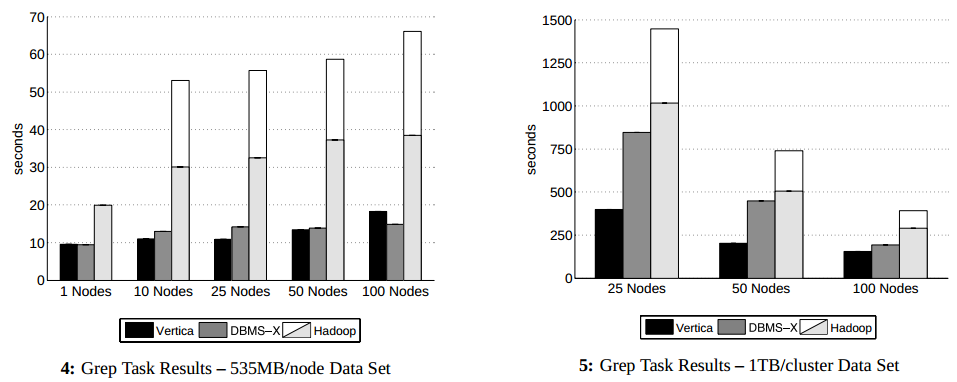 70
60
50
40
30
20
10
0
seconds
1 Nodes 10 Nodes 25 Nodes 50 Nodes 100 Nodes
Vertica DBMS−X Hadoop
4: Grep Task Results – 535MB/node Data Set
1500
1250
1000
750
500
250
0
seconds
25 Nodes 50 Nodes 100 Nodes
Vertica DBMS−X Hadoop
5: Grep Task Results – 1TB/cluster Data Set